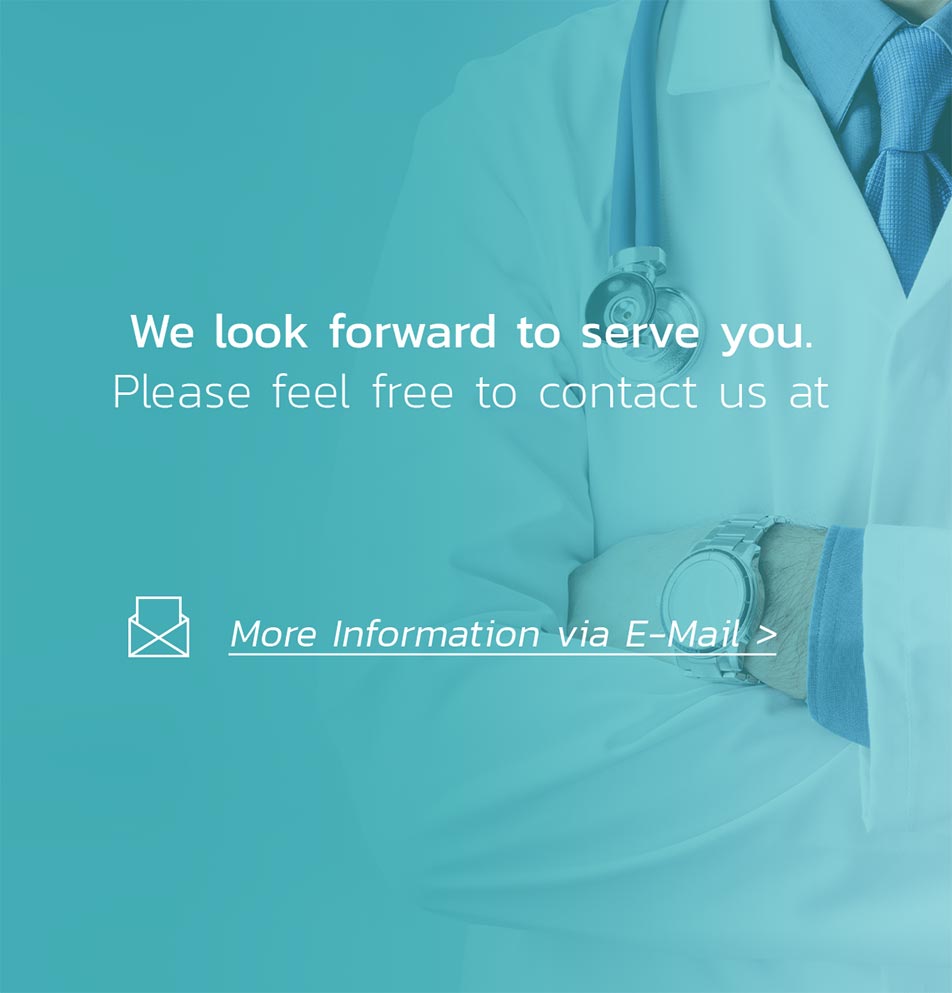 We look forward to serve you.
Please feel free to contact us at
More Information via E-Mail >